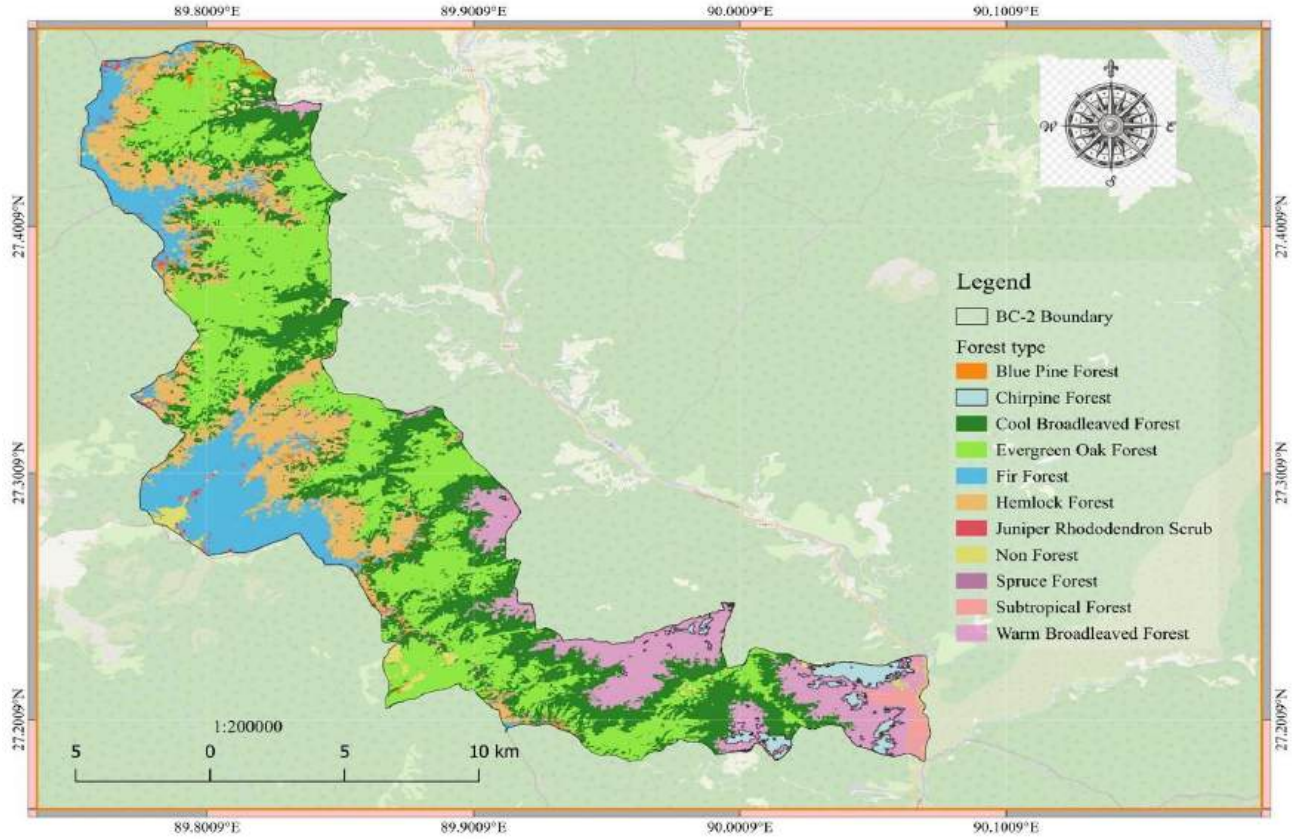 89.8009°E 89.9009°E 90.0009°E 90.1009°E
W E
S
27.4009°N 27.4009°N
Legend
BC-2 Boundary
Forest type
Blue Pine Forest
Chirpine Forest
Cool Broadleaved Forest
Evergreen Oak Forest
Fir Forest
Hemlock Forest
Juniper Rhododendron Scrub
Non Forest
Spruce Forest
Subtropical Forest
Warm Broadleaved Forest
27.3009°N 27.3009°N
27.2009°N 27.2009°N
1:200000
5 0 5 10 km
89.8009°E 89.9009°E 90.0009°E 90.1009°E